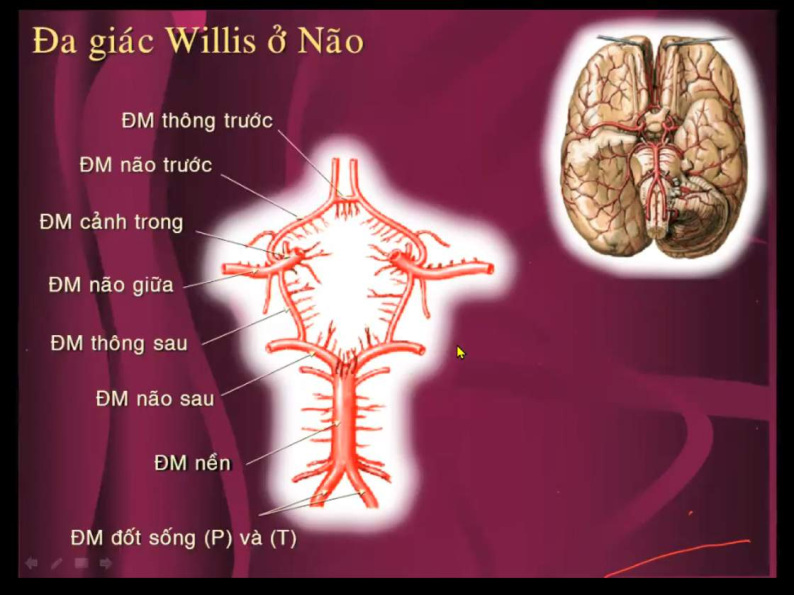 Đa giác Willis ở Não
ĐM thông trước
ĐM não trước
ĐM cảnh trong
ĐM não giữa
ĐM thông sau
ĐM não sau
ĐM nền
ĐM đốt sống (P) và (T)